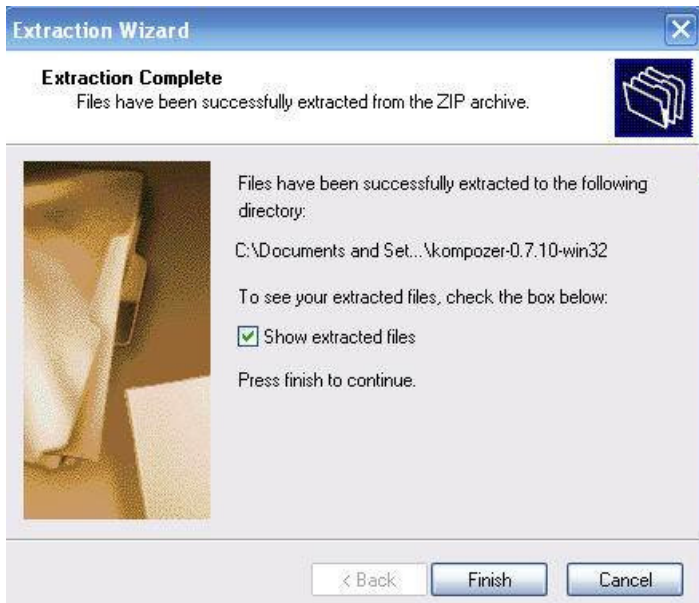 Extraction Wizard
Extraction Complete
Files have been successfully extracted from the ZIP archive.
Files have been successfully extracted to the following
directory:
C:\Documents and Set...\kompozer-0.7.10-win32
To see your extracted files, check the box below:
Show extracted files
Press finish to continue.
< Back Finish Cancel